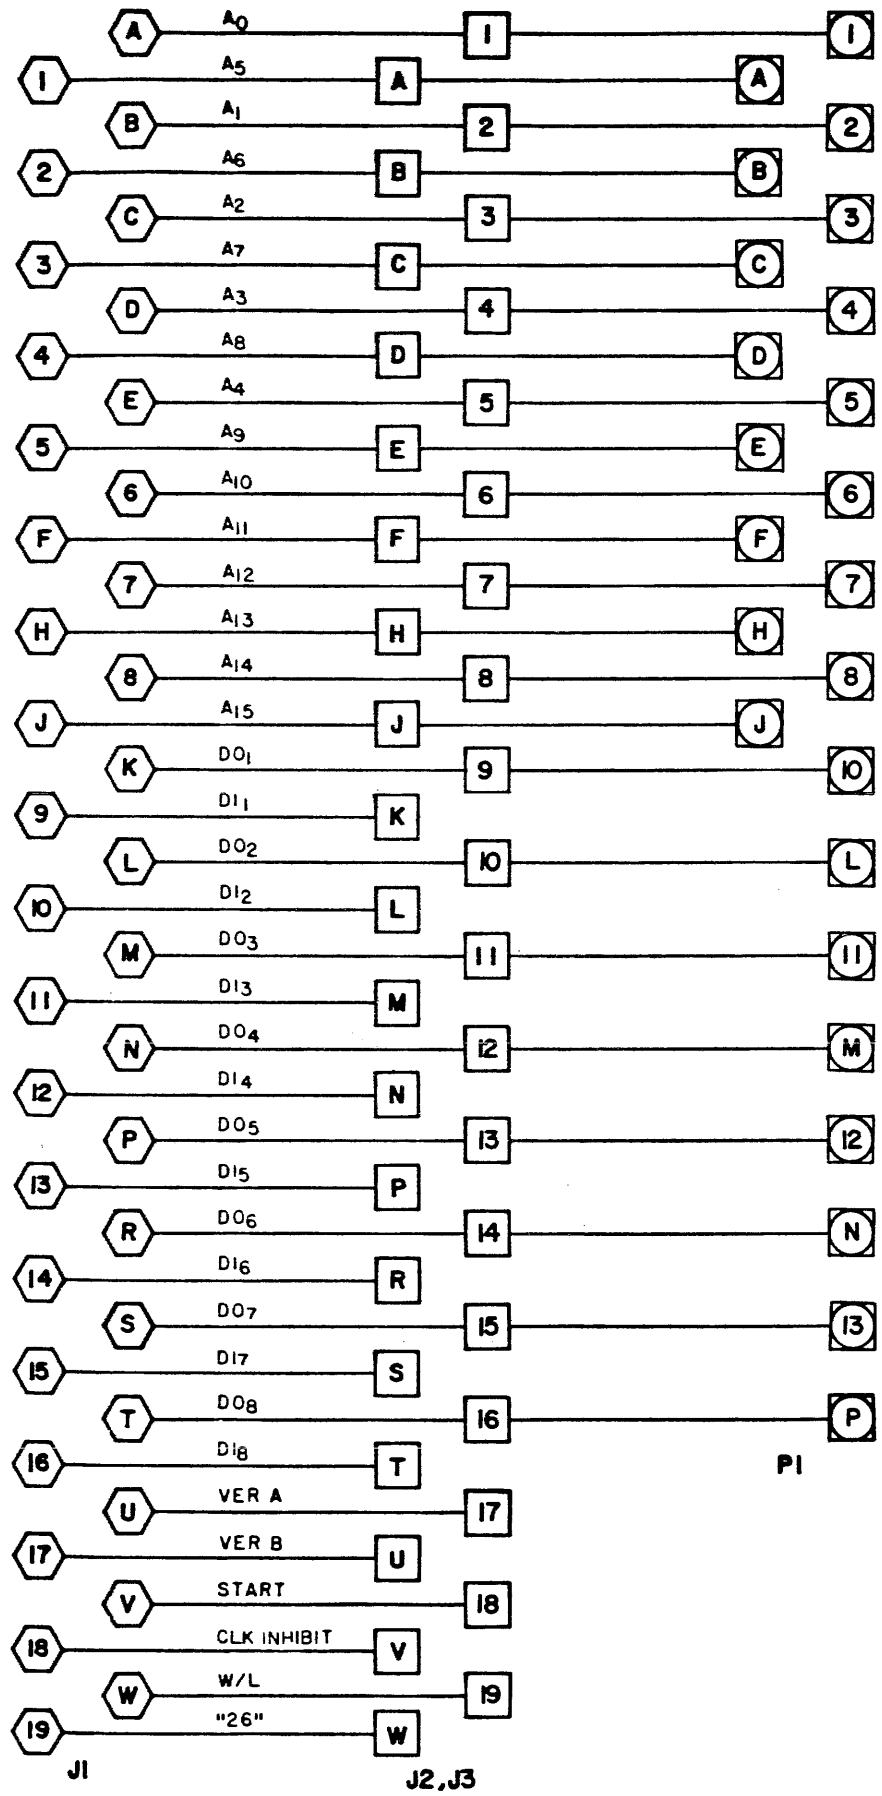 A A0 1 1
1 A5 A A
B A1 2 2
2 A6 B B
C A2 3 3
3 A7 C C
D A3 4 4
4 A8 D D
E A4 5 5
5 A9 E E
6 A10 6 6
F A11 F F
7 A12 7 7
H A13 H H
8 A14 8 8
J A15 J J
K DO1 9 10
9 DI1 K
L DO2 10 L
10 DI2 L
M DO3 11 11
11 DI3 M
N DO4 12 M
12 DI4 N
P DO5 13 12
13 DI5 P
R DO6 14 N
14 DI6 R
S DO7 15 13
15 DI7 S
T DO8 16 P
16 DI8 T
P1
U VER A 17
17 VER B U
V START 18
18 CLK INHIBIT V
W W/L 19
19 "26" W
J1
J2,J3